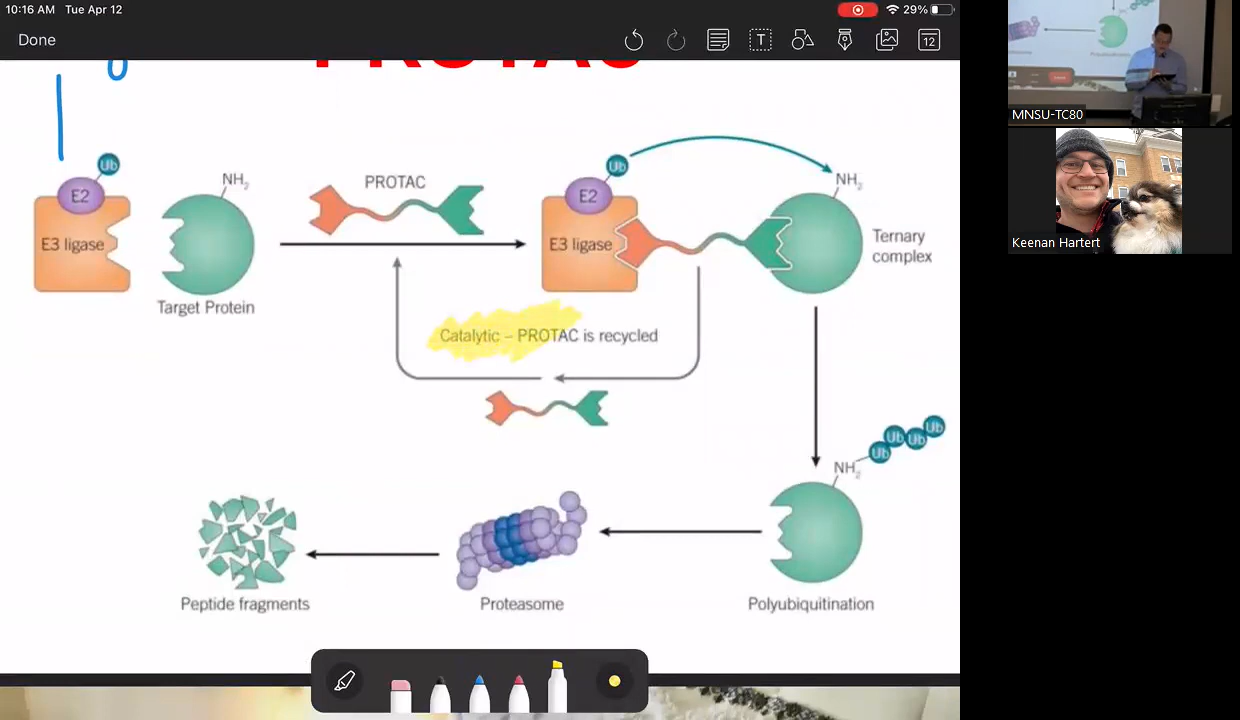 10:16 AM Tue Apr 12
29%
Done
T
12
PROTAC
MNSU-TC80
Keenan Hartert
Ub
E2
E3 ligase
NH2
Target Protein
PROTAC
Ub
E2
E3 ligase
NH2
Ternary
complex
Catalytic – PROTAC is recycled
NH2
Ub Ub Ub Ub
Peptide fragments
Proteasome
Polyubiquitination